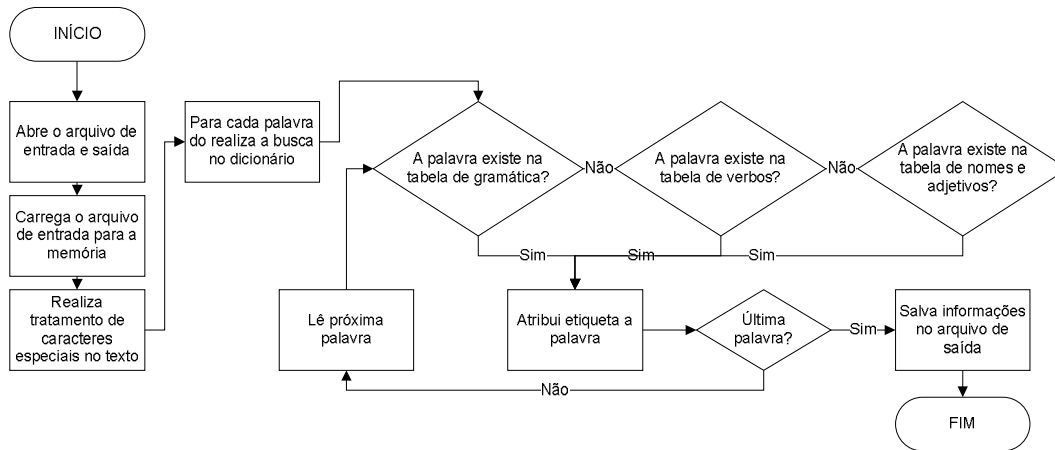 INÍCIO
Abre o arquivo de
entrada e saída
Carrega o arquivo
de entrada para a
memória
Realiza
tratamento de
caracteres
especiais no texto
Para cada palavra
do realiza a busca
no dicionário
A palavra existe na
tabela de gramática?
Não
A palavra existe na
tabela de verbos?
Não
A palavra existe na
tabela de nomes e
adjetivos?
Sim
Sim
Sim
Lê próxima
palavra
Atribui etiqueta a
palavra
Última
palavra?
Sim
Salva informações
no arquivo de
saída
Não
FIM